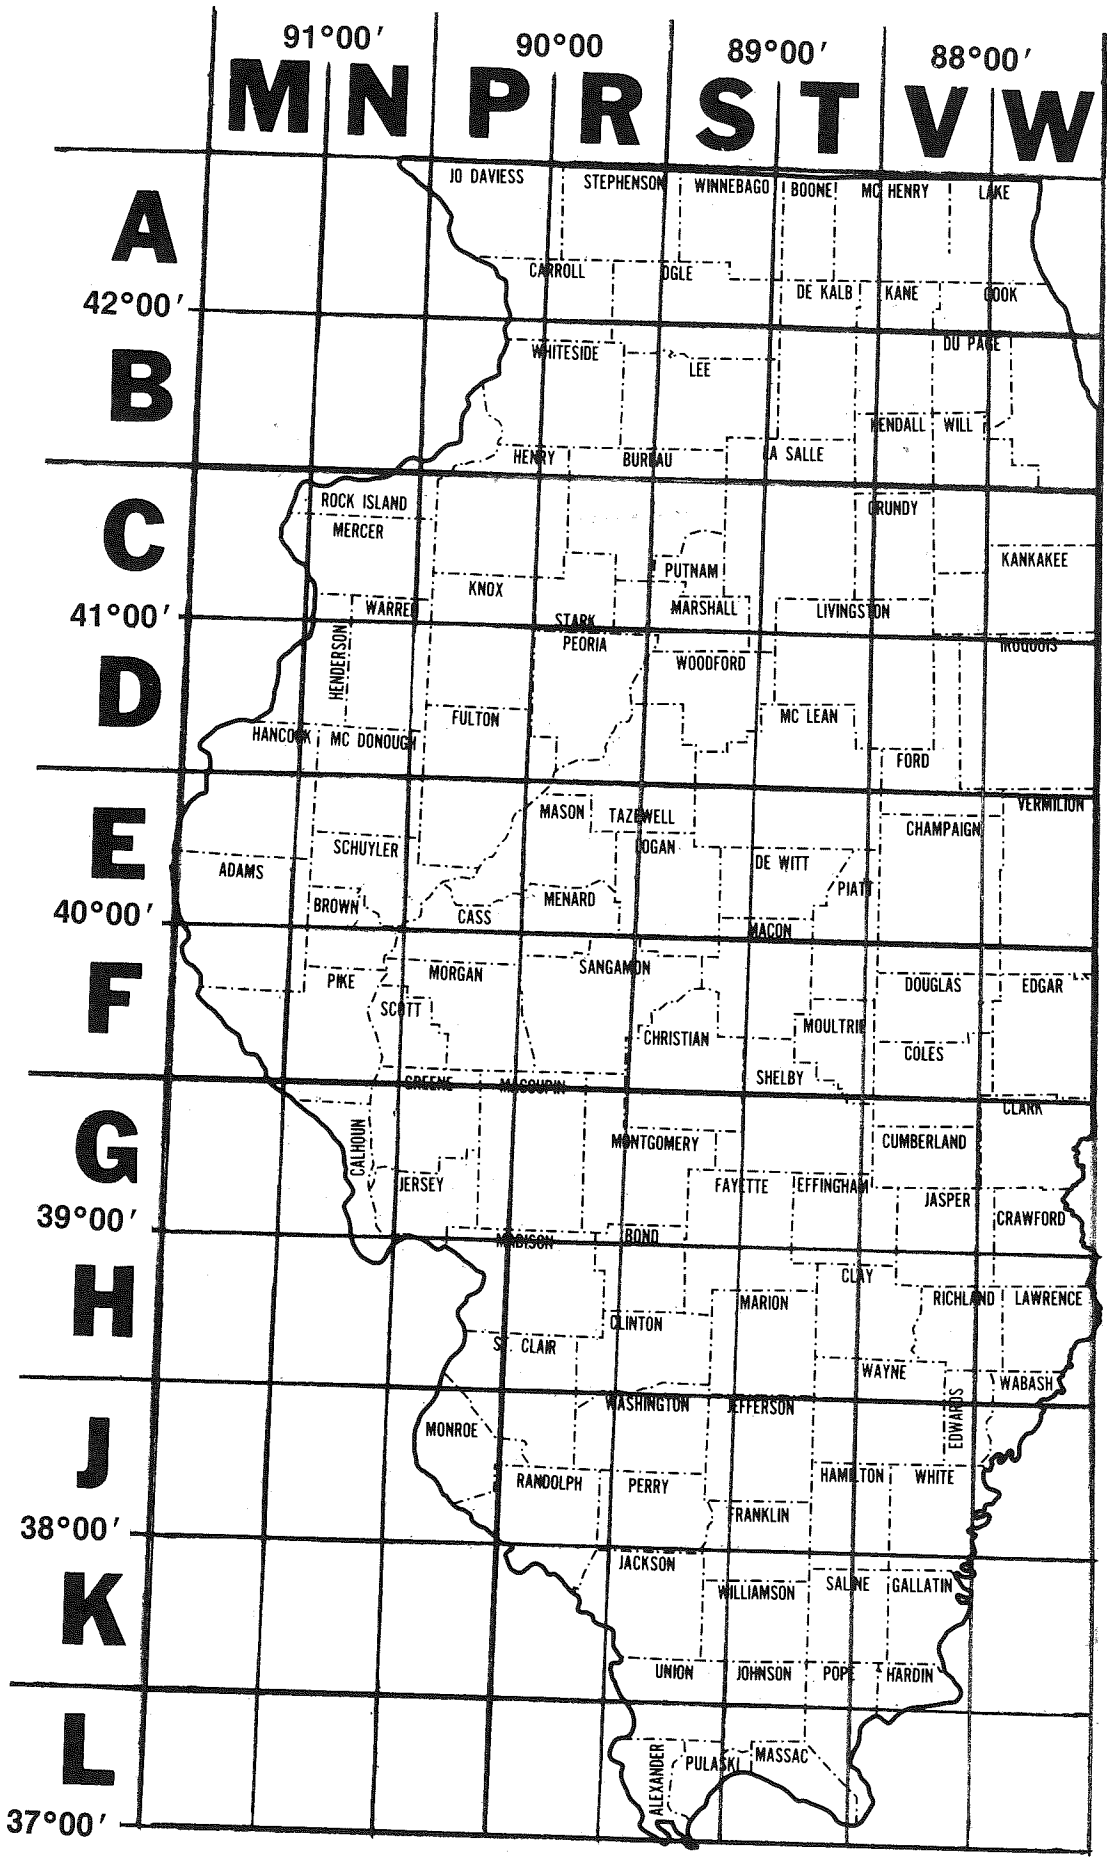 91°00′ 90°00 89°00′ 88°00′
M N P R S T V W
A
JO DAVIESS STEPHENSON WINNEBAGO BOONE MC HENRY LAKE
CARROLL OGLE
DE KALB KANE COOK
42°00′
B
DU PAGE
WHITESIDE
LEE
KENDALL WILL
HENRY BUREAU LA SALLE
C
ROCK ISLAND
GRUNDY
MERCER
KANKAKEE
PUTNAM
KNOX
WARREN MARSHALL LIVINGSTON
41°00′
STARK
PEORIA
IROQUOIS
D
HENDERSON
WOODFORD
FULTON MC LEAN
HANCOCK MC DONOUGH
FORD
E
VERMILION
MASON TAZEWELL
CHAMPAIGN
SCHUYLER LOGAN
DE WITT
ADAMS
PIATT
BROWN MENARD
40°00′
CASS
MACON
F
SANGAMON
PIKE MORGAN
DOUGLAS EDGAR
SCOTT
MOULTRIE
CHRISTIAN
COLES
SHELBY
GREENE MACOUPIN
CLARK
G
CALHOUN
MONTGOMERY CUMBERLAND
JERSEY FAYETTE EFFINGHAM
JASPER
39°00′
CRAWFORD
MADISON BOND
H
CLAY
MARION RICHLAND LAWRENCE
CLINTON
ST. CLAIR
WAYNE
WABASH
J
WASHINGTON JEFFERSON
EDWARDS
MONROE
RANDOLPH PERRY HAMILTON WHITE
FRANKLIN
38°00′
K
JACKSON
WILLIAMSON SALINE GALLATIN
UNION JOHNSON POPE HARDIN
L
ALEXANDER
PULASKI MASSAC
37°00′